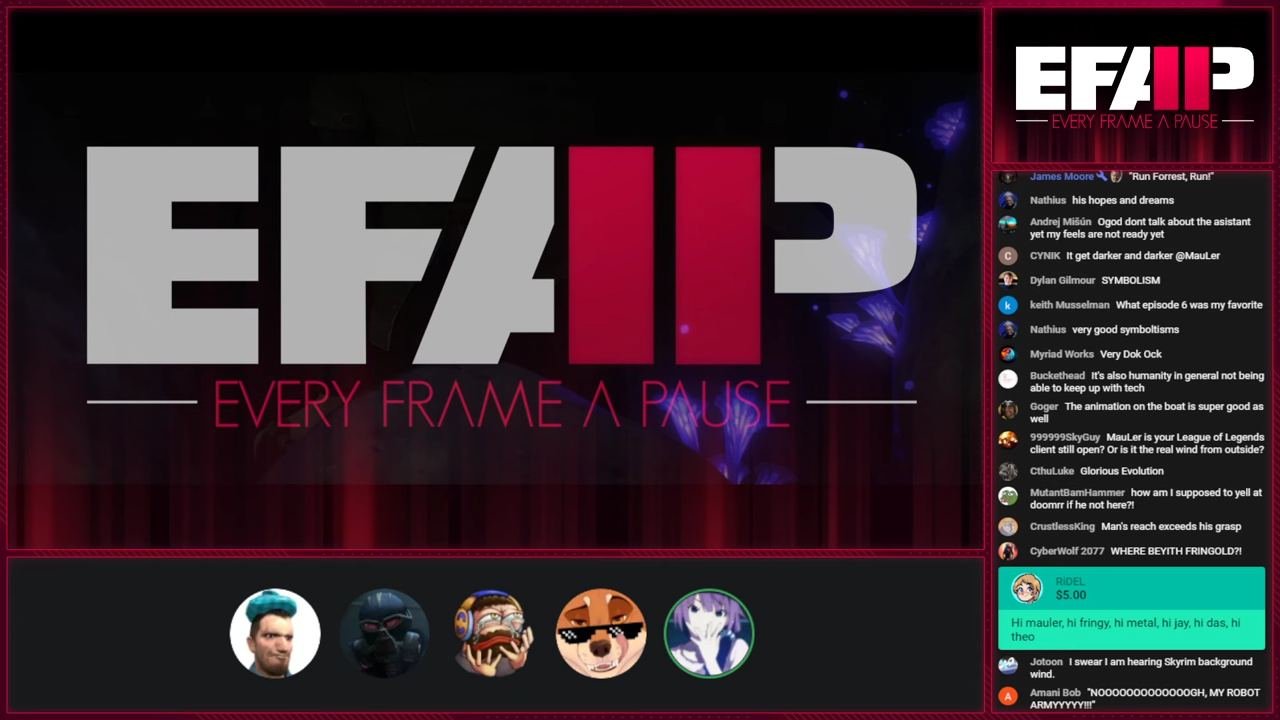 EFAP
EVERY FRAME A PAUSE
EFAP
EVERY FRAME A PAUSE
James Moore "Run Forrest, Run!"
Nathius his hopes and dreams
Andrej Mišún Ogod dont talk about the asistant
yet my feels are not ready yet
C CYNIK It get darker and darker @MauLer
Dylan Gilmour SYMBOLISM
k keith Musselman What episode 6 was my favorite
Nathius very good symboltisms
Myriad Works Very Dok Ock
Buckethead It's also humanity in general not being
able to keep up with tech
Goger The animation on the boat is super good as
well
999999SkyGuy MauLer is your League of Legends
client still open? Or is it the real wind from outside?
CthuLuke Glorious Evolution
MutantBamHammer how am I supposed to yell at
doomrr if he not here?!
CrustlessKing Man's reach exceeds his grasp
CyberWolf 2077 WHERE BEYITH FRINGOLD?!
RiDEL
$5.00
Hi mauler, hi fringy, hi metal, hi jay, hi das, hi
theo
Jotoon I swear I am hearing Skyrim background
wind.
A Amani Bob "NOOOOOOOOOOOOOGH, MY ROBOT
ARMYYYYY!!!"